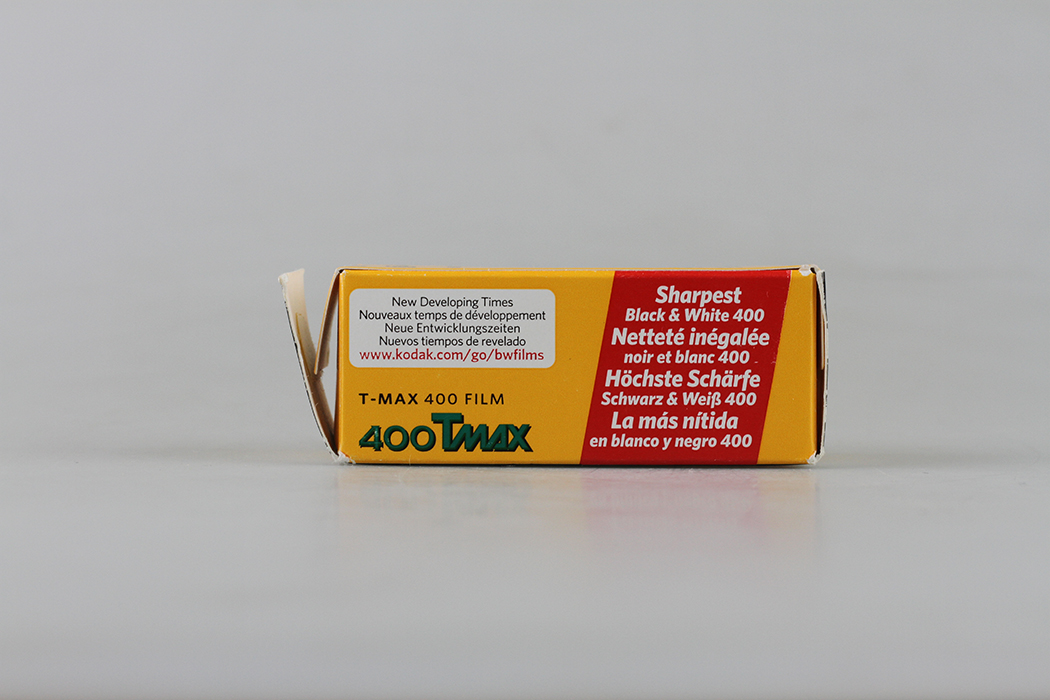 New Developing Times
Nouveaux temps de développement
Neue Entwicklungszeiten
Nuevos tiempos de revelado
www.kodak.com/go/bwfilms
T-MAX 400 FILM
400 TMAX
Sharpest
Black & White 400
Netteté inégalée
noir et blanc 400
Höchste Schärfe
Schwarz & Weiß 400
La más nítida
en blanco y negro 400